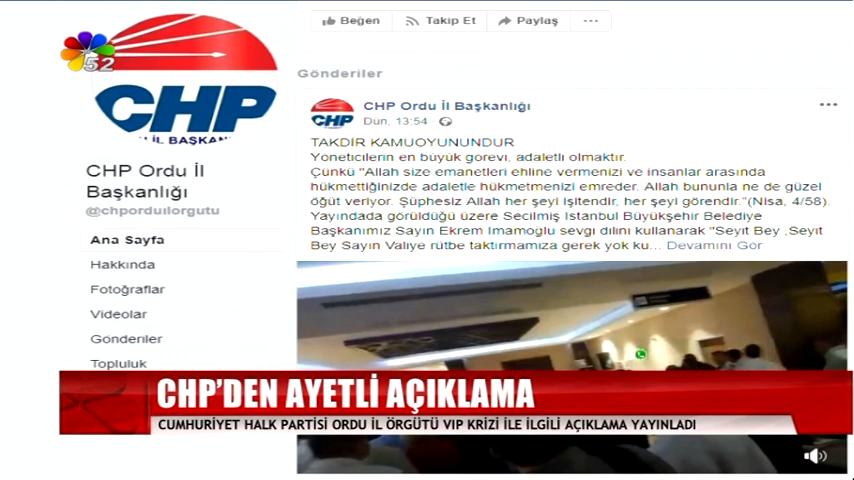 Beğen
Takip Et
Paylaş
52
CHP
İL BAŞKAN
CHP Ordu İl
Başkanlığı
@chporduilorgutu
Ana Sayfa
Hakkında
Fotoğraflar
Videolar
Gönderiler
Topluluk
Gönderiler
CHP
CHP Ordu İl Başkanlığı
Dün, 13:54
TAKDİR KAMUOYUNUNDUR
Yöneticilerin en büyük görevi, adaletli olmaktır.
Çünkü "Allah size emanetleri ehline vermenizi ve insanlar arasında
hükmettiğinizde adaletle hükmetmenizi emreder. Allah bununla ne de güzel
öğüt veriyor. Şüphesiz Allah her şeyi işitendir, her şeyi görendir."(Nisa, 4/58).
Yayındada görüldüğü üzere Secilmiş İstanbul Büyükşehir Belediye
Başkanımız Sayın Ekrem İmamoğlu sevgi dilini kullanarak "Seyit Bey ,Seyit
Bey Sayın Valiye rütbe taktırmamıza gerek yok ku... Devamını Gör
CHP'DEN AYETLİ AÇIKLAMA
CUMHURİYET HALK PARTİSİ ORDU İL ÖRGÜTÜ VIP KRİZİ İLE İLGİLİ AÇIKLAMA YAYINLADI